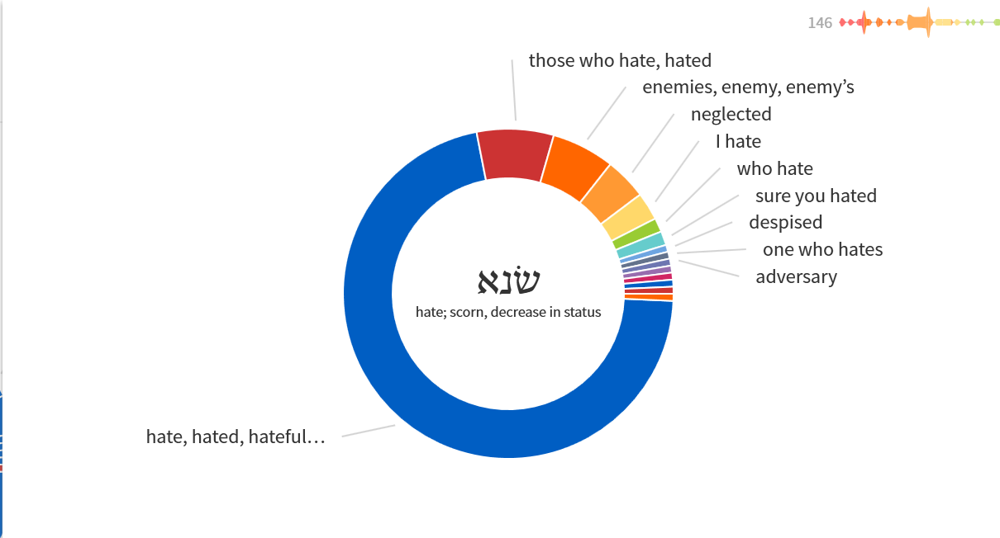 146
those who hate, hated
enemies, enemy, enemy’s
neglected
I hate
who hate
sure you hated
despised
one who hates
adversary
שׂנא
hate; scorn, decrease in status
hate, hated, hateful…